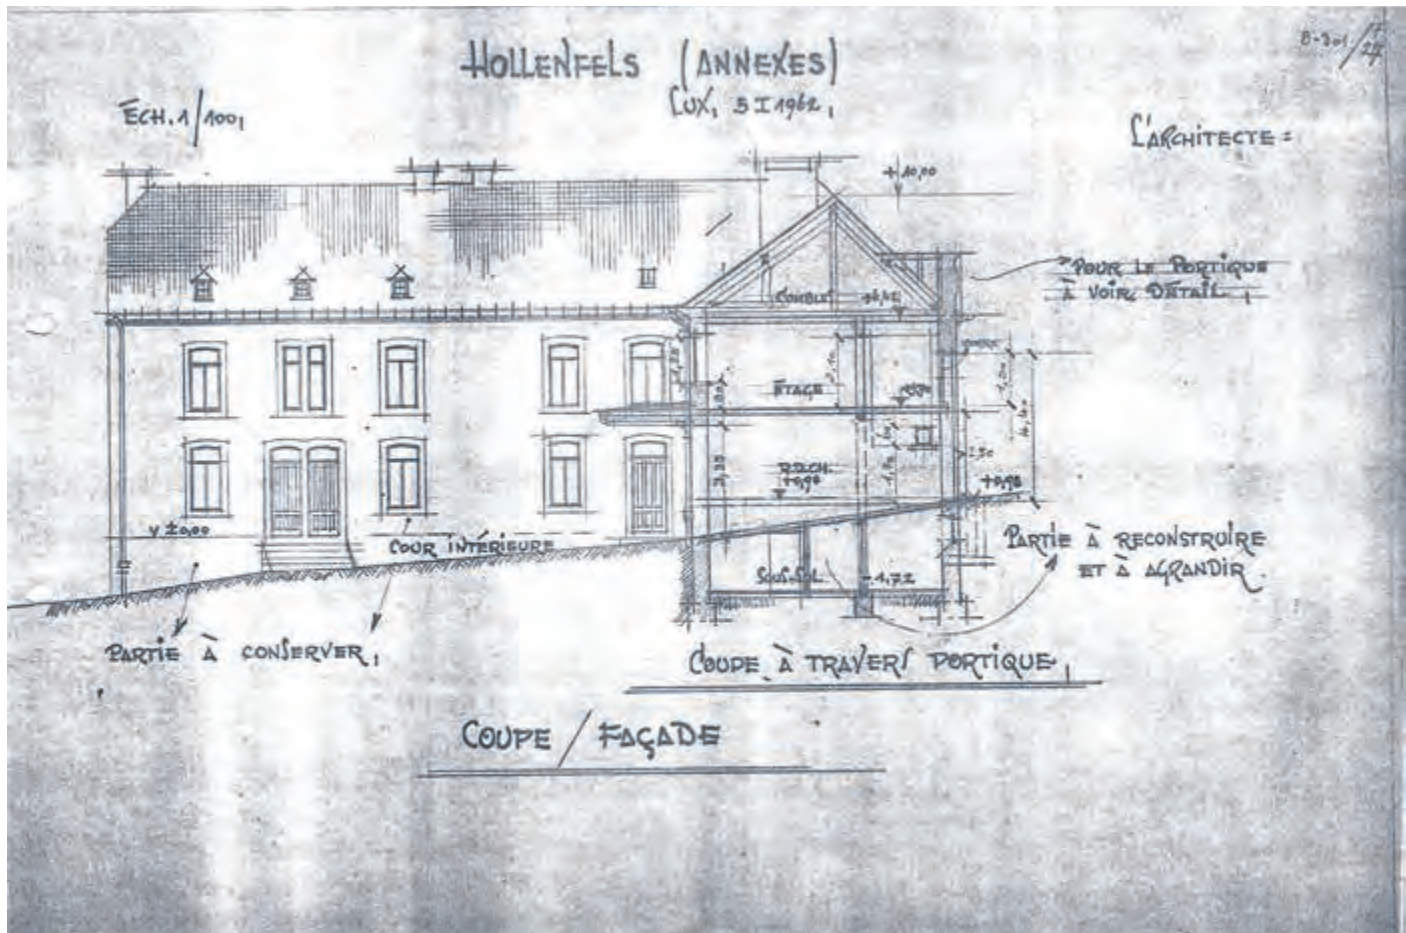 HOLLENFELS (ANNEXES)
LUX, 5 I 1962,
ÉCH. 1/100,
L'ARCHITECTE =
+10,00
POUR LE PORTIQUE
À VOIR DÉTAIL,
COMBLE
ÉTAGE
R.D.CH.
+0,98
+0,98
V ±0,00
COUR INTÉRIEURE
SOUS-SOL
-1,72
PARTIE À RECONSTRUIRE
ET À AGRANDIR.
PARTIE À CONSERVER,
COUPE À TRAVERS PORTIQUE,
COUPE / FAÇADE